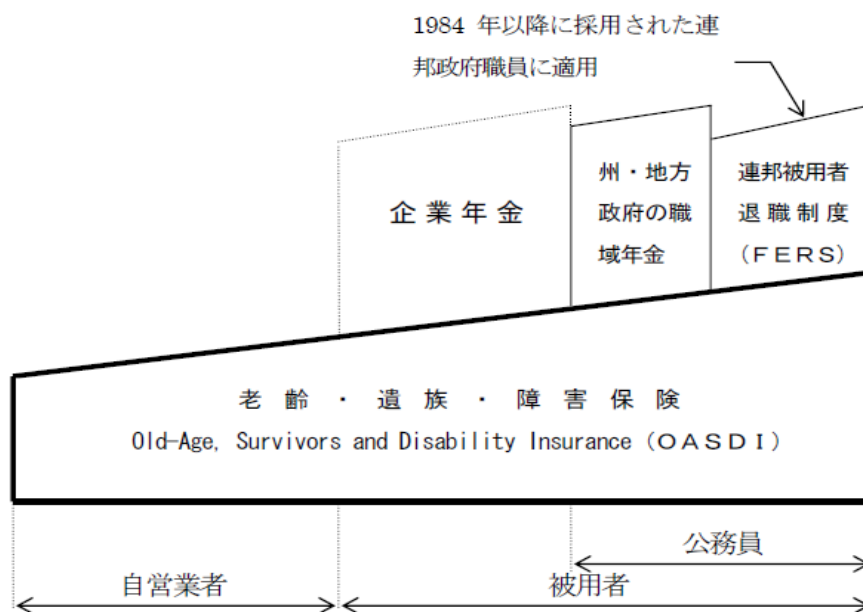 1984 年以降に採用された連
邦政府職員に適用
企業年金
州・地方
政府の職
域年金
連邦被用者
退職制度
(ＦＥＲＳ)
老齢・遺族・障害保険
Old-Age, Survivors and Disability Insurance (ＯＡＳＤＩ)
公務員
自営業者
被用者